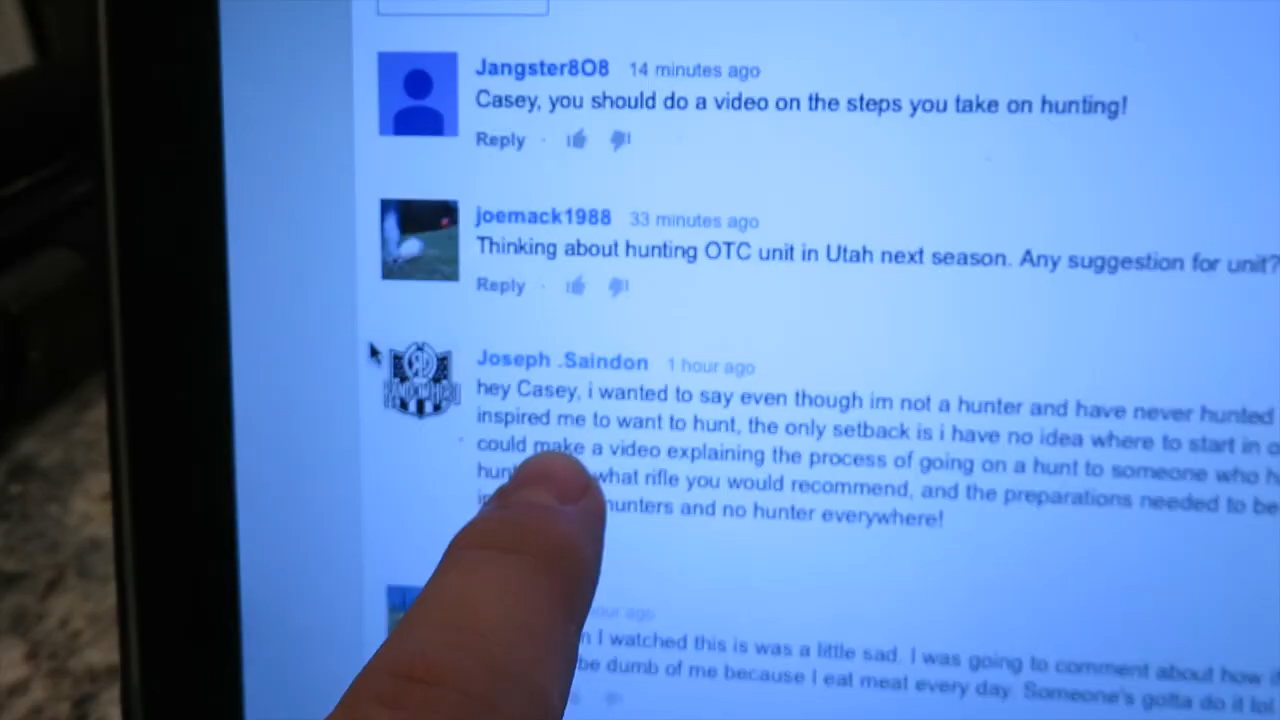 Jangster8O8 14 minutes ago
Casey, you should do a video on the steps you take on hunting!
Reply ·
joemack1988 33 minutes ago
Thinking about hunting OTC unit in Utah next season. Any suggestion for unit?
Reply ·
Joseph .Saindon 1 hour ago
hey Casey, i wanted to say even though im not a hunter and have never hunted
inspired me to want to hunt, the only setback is i have no idea where to start in
could make a video explaining the process of going on a hunt to someone who
what rifle you would recommend, and the preparations needed to be
hunters and no hunter everywhere!
hour ago
I watched this is was a little sad. I was going to comment about how
be dumb of me because I eat meat every day. Someone's gotta do it lol.